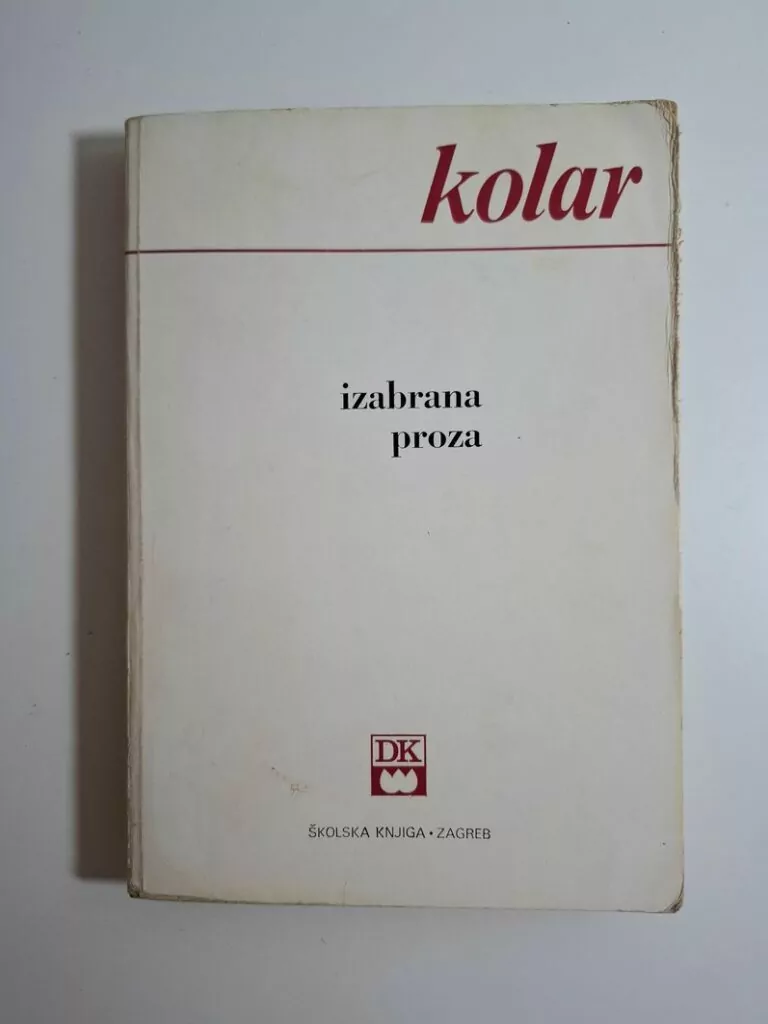 kolar
izabrana
proza
DK
ŠKOLSKA KNJIGA • ZAGREB